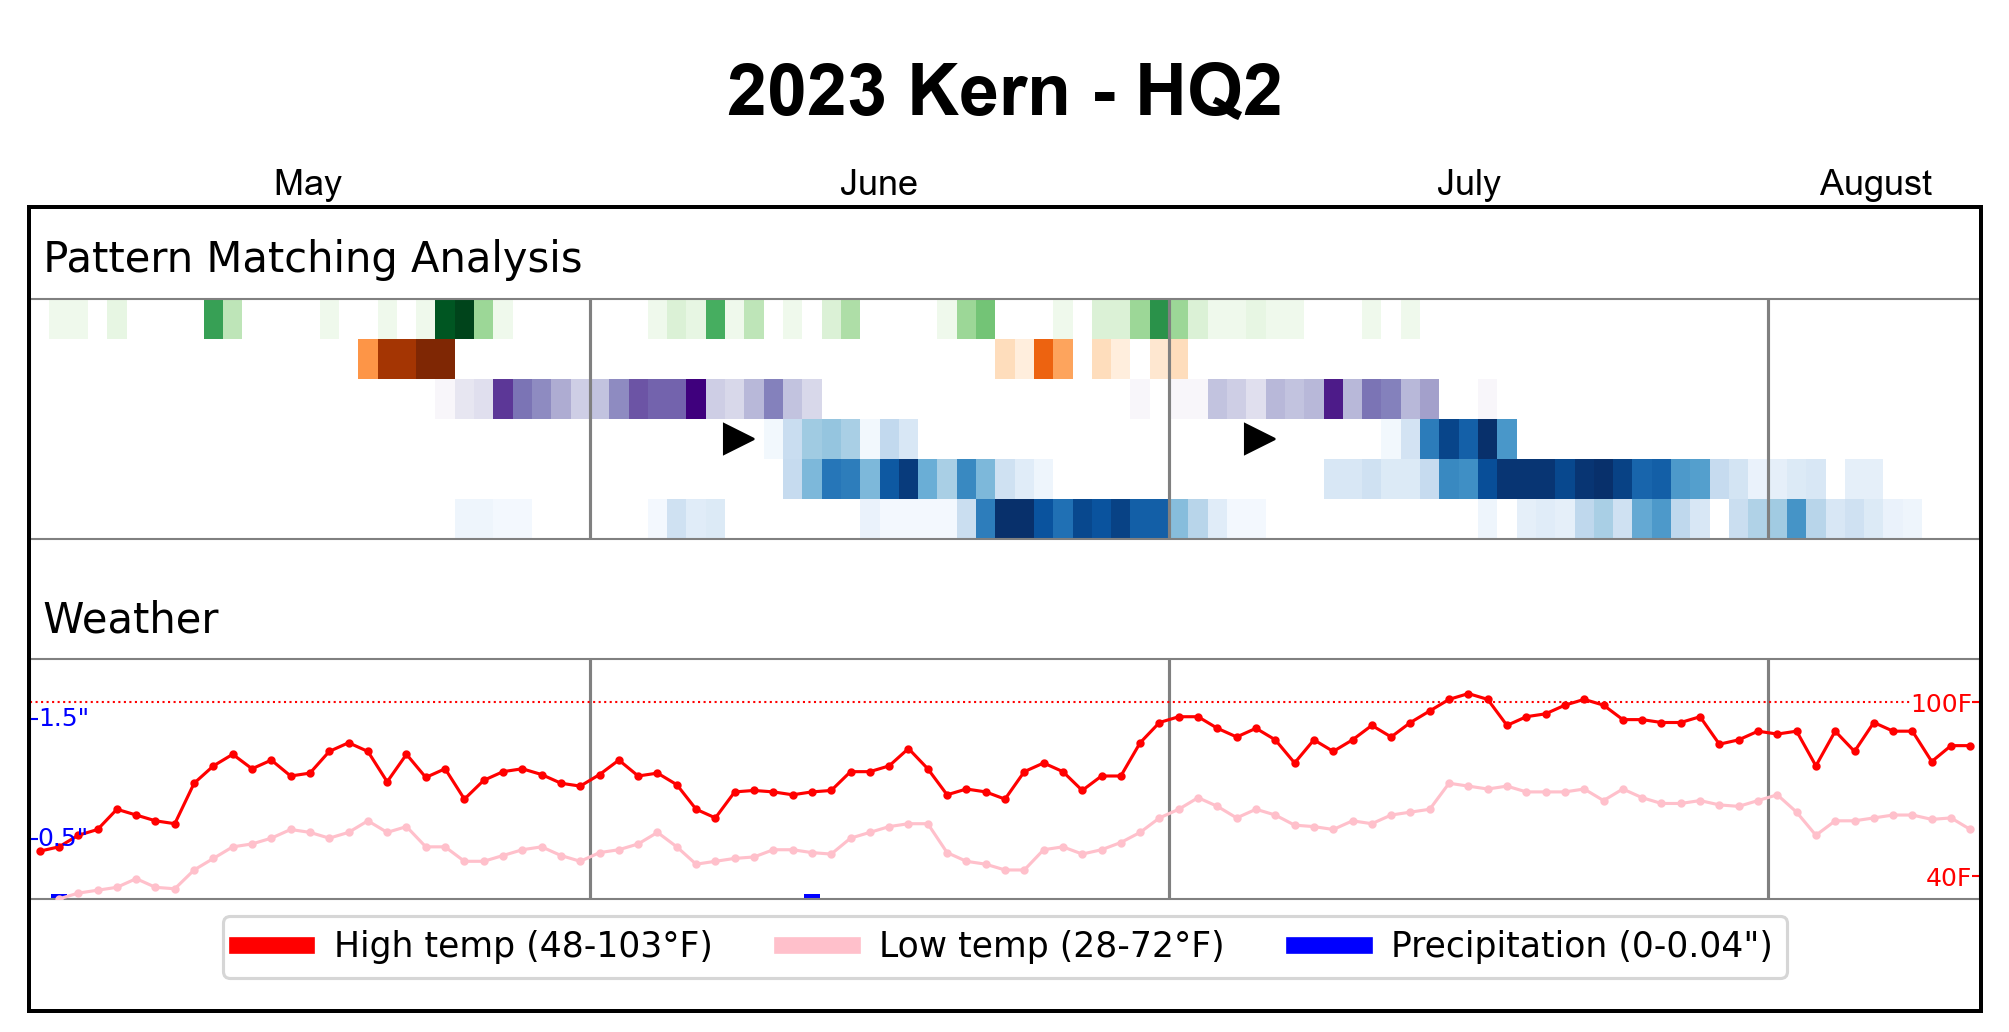 2023 Kern - HQ2
May June July August
Pattern Matching Analysis
Weather
1.5" 100F
0.5" 40F
High temp (48-103°F) Low temp (28-72°F) Precipitation (0-0.04")